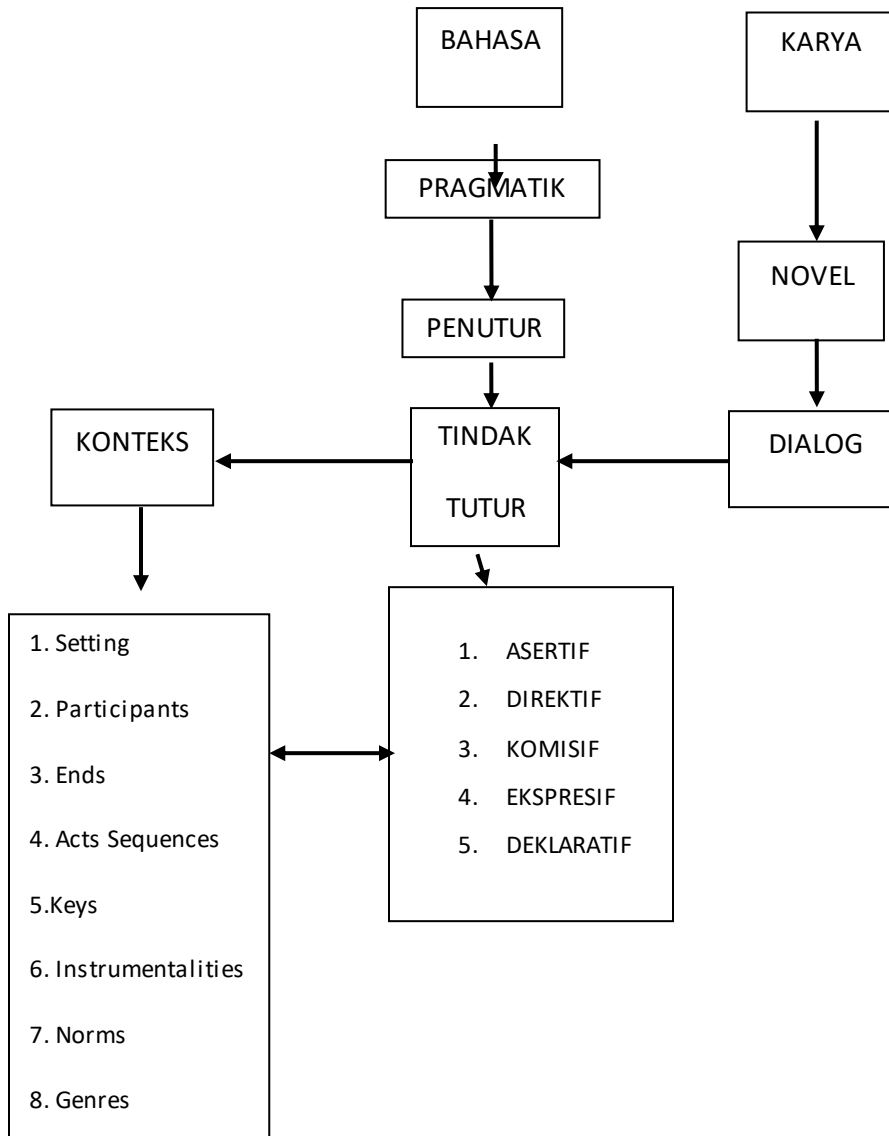 BAHASA
KARYA
PRAGMATIK
NOVEL
PENUTUR
KONTEKS
TINDAK
TUTUR
DIALOG
1. Setting
2. Participants
3. Ends
4. Acts Sequences
5.Keys
6. Instrumentalities
7. Norms
8. Genres
1. ASERTIF
2. DIREKTIF
3. KOMISIF
4. EKSPRESIF
5. DEKLARATIF